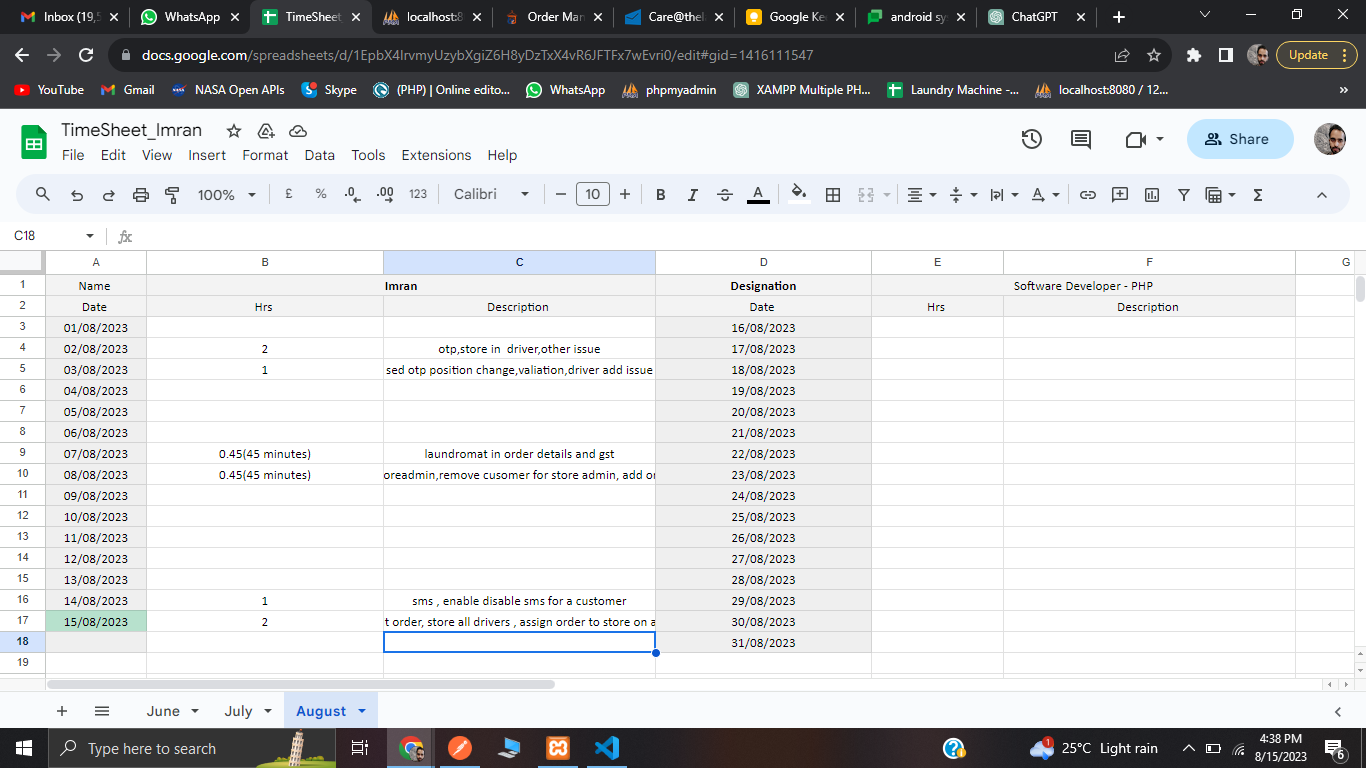 Inbox (19,5
WhatsApp
TimeSheet_
localhost:8
Order Man
Care@thela
Google Kee
android sys
ChatGPT
docs.google.com/spreadsheets/d/1EpbX4IrvmyUzybXgiZ6H8yDzTxX4vR6JFTFx7wEvri0/edit#gid=1416111547
Update
YouTube
Gmail
NASA Open APIs
Skype
(PHP) | Online edito...
WhatsApp
phpmyadmin
XAMPP Multiple PH...
Laundry Machine -...
localhost:8080 / 12...
»
TimeSheet_Imran
File Edit View Insert Format Data Tools Extensions Help
Share
100% £ % .0 .00 123 Calibri 10 B I S A Σ
C18 fx
A B C D E F G
1 Name Imran Designation Software Developer - PHP
2 Date Hrs Description Date Hrs Description
3 01/08/2023 16/08/2023
4 02/08/2023 2 otp,store in driver,other issue 17/08/2023
5 03/08/2023 1 sed otp position change,valiation,driver add issue 18/08/2023
6 04/08/2023 19/08/2023
7 05/08/2023 20/08/2023
8 06/08/2023 21/08/2023
9 07/08/2023 0.45(45 minutes) laundromat in order details and gst 22/08/2023
10 08/08/2023 0.45(45 minutes) oreadmin,remove cusomer for store admin, add or 23/08/2023
11 09/08/2023 24/08/2023
12 10/08/2023 25/08/2023
13 11/08/2023 26/08/2023
14 12/08/2023 27/08/2023
15 13/08/2023 28/08/2023
16 14/08/2023 1 sms , enable disable sms for a customer 29/08/2023
17 15/08/2023 2 t order, store all drivers , assign order to store on a 30/08/2023
18 31/08/2023
19
June July August
Type here to search
1
25°C Light rain
4:38 PM
8/15/2023
6